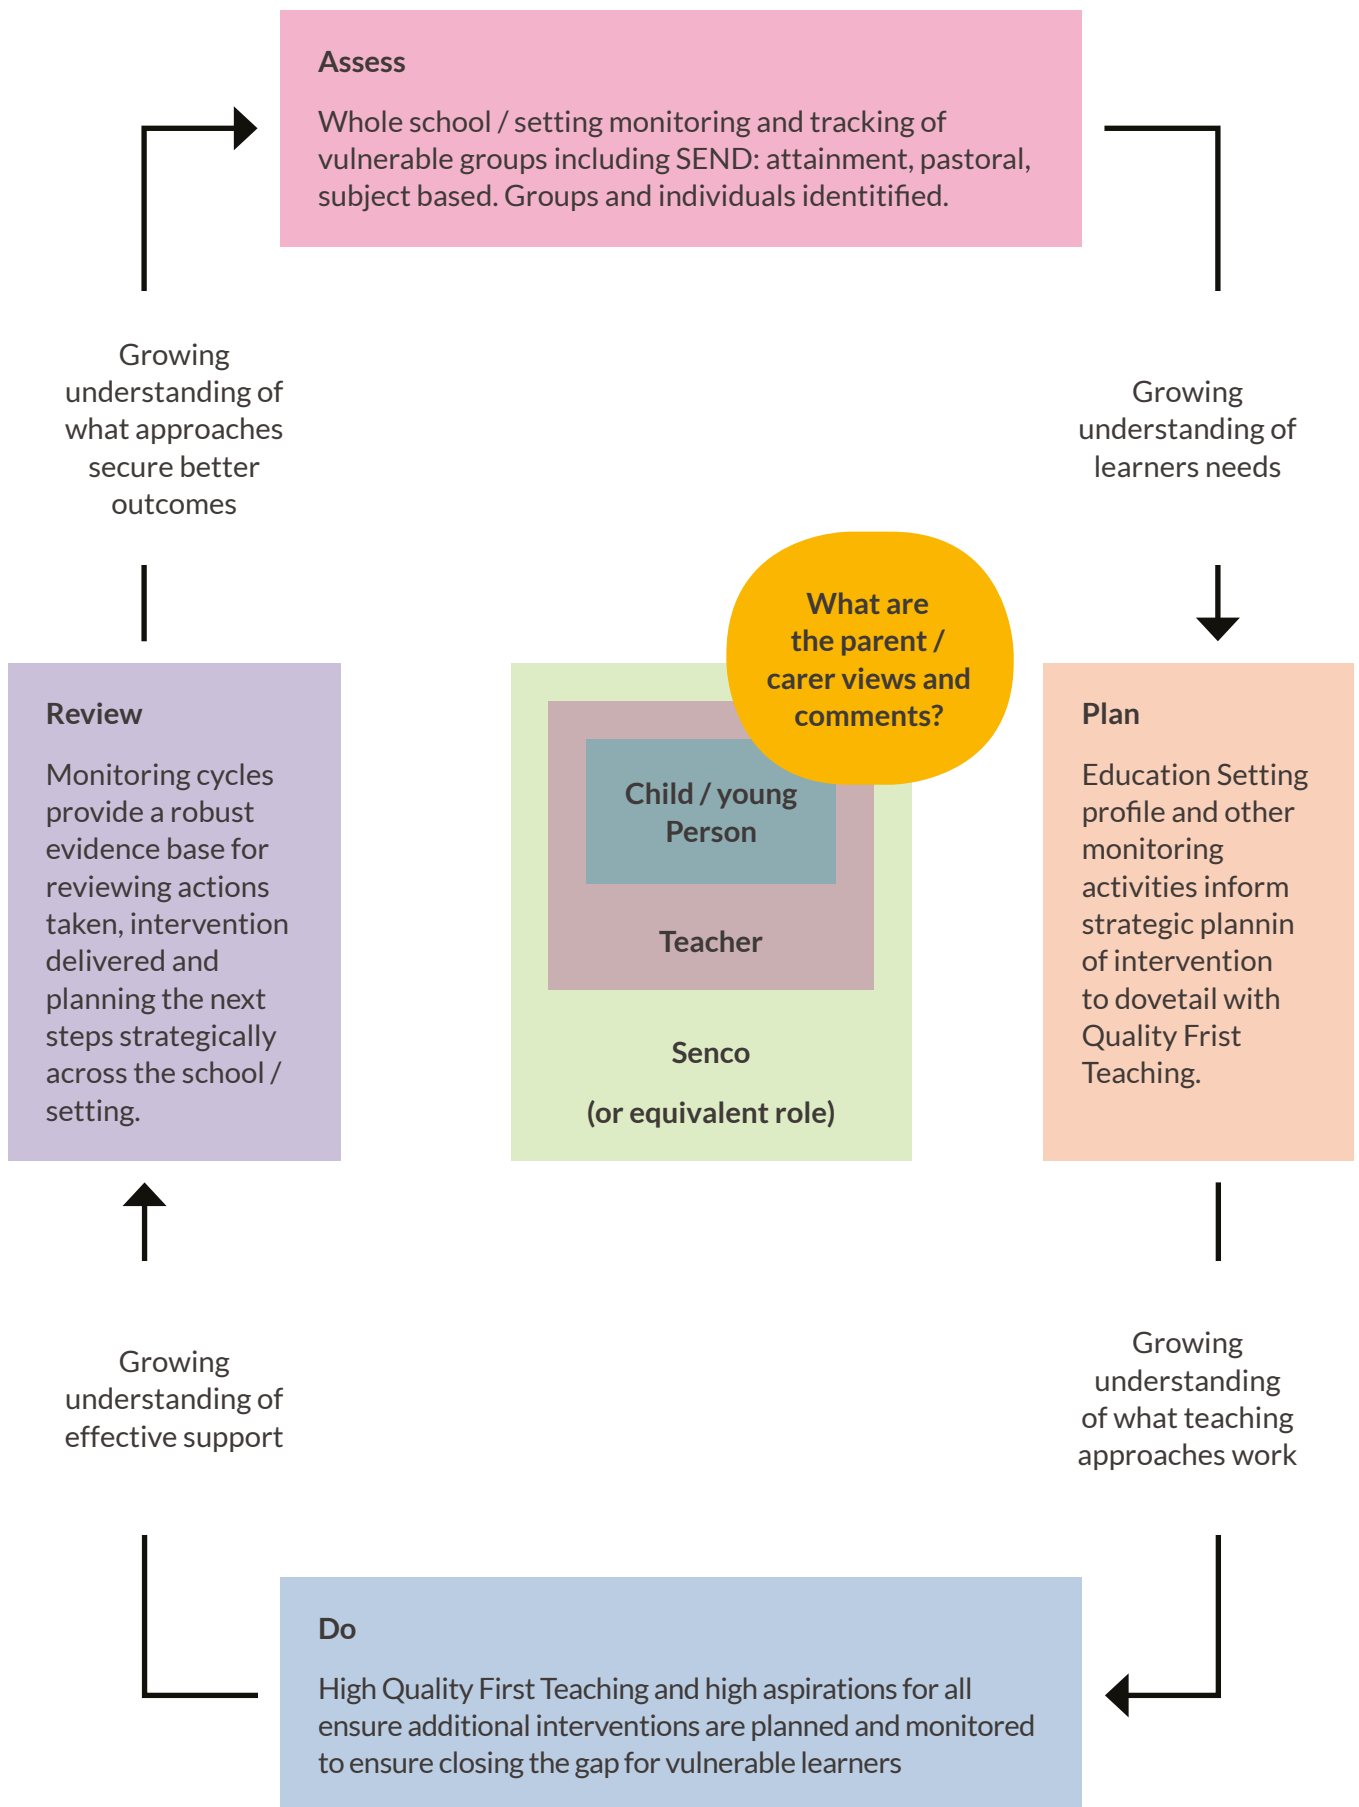 Assess
Whole school / setting monitoring and tracking of
vulnerable groups including SEND: attainment, pastoral,
subject based. Groups and individuals identitified.
Growing
understanding of
what approaches
secure better
outcomes
Growing
understanding of
learners needs
What are
the parent /
carer views and
comments?
Review
Monitoring cycles
provide a robust
evidence base for
reviewing actions
taken, intervention
delivered and
planning the next
steps strategically
across the school /
setting.
Child / young
Person
Teacher
Senco
(or equivalent role)
Plan
Education Setting
profile and other
monitoring
activities inform
strategic plannin
of intervention
to dovetail with
Quality Frist
Teaching.
Growing
understanding of
effective support
Growing
understanding
of what teaching
approaches work
Do
High Quality First Teaching and high aspirations for all
ensure additional interventions are planned and monitored
to ensure closing the gap for vulnerable learners